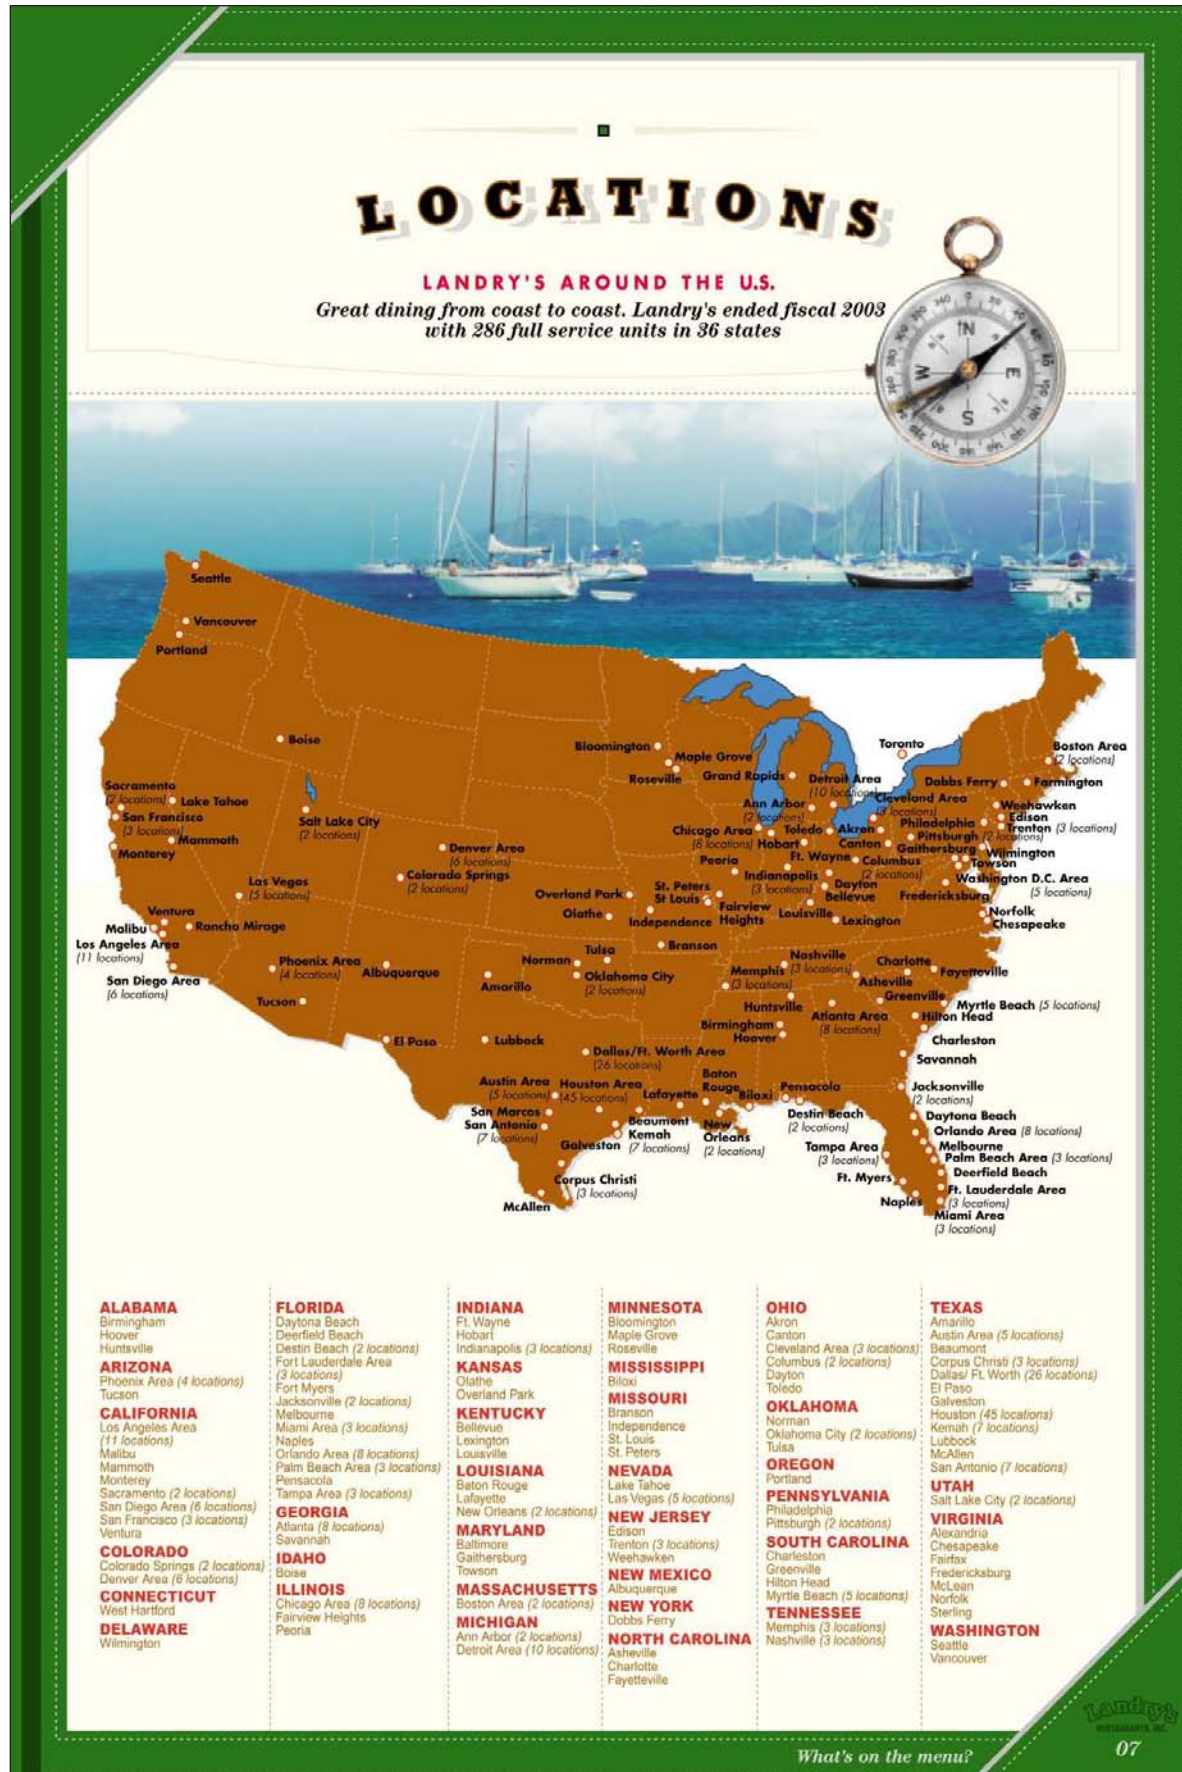 LOCATIONS
LANDRY'S AROUND THE U.S.
Great dining from coast to coast. Landry's ended fiscal 2003
with 286 full service units in 36 states
N
E
S
W
Seattle
Vancouver
Portland
Boise
Bloomington
Maple Grove
Roseville
Grand Rapids
Toronto
Detroit Area
(10 locations)
Boston Area
(2 locations)
Dobbs Ferry
Farmington
Sacramento
(2 locations)
Lake Tahoe
San Francisco
(3 locations)
Mammoth
Monterey
Salt Lake City
(2 locations)
Denver Area
(6 locations)
Colorado Springs
(2 locations)
Las Vegas
(5 locations)
Ann Arbor
(2 locations)
Cleveland Area
(3 locations)
Weehawken
Edison
Trenton (3 locations)
Philadelphia
Pittsburgh (2 locations)
Chicago Area
(8 locations)
Hobart
Toledo
Akron
Canton
Gaithersburg
Wilmington
Towson
Peoria
Ft. Wayne
Columbus
(2 locations)
Washington D.C. Area
(5 locations)
Indianapolis
(3 locations)
Dayton
Bellevue
Fredericksburg
Overland Park
St. Peters
St Louis
Olathe
Independence
Fairview
Heights
Louisville
Lexington
Norfolk
Chesapeake
Ventura
Malibu
Rancho Mirage
Los Angeles Area
(11 locations)
San Diego Area
(6 locations)
Phoenix Area
(4 locations)
Tucson
Albuquerque
Amarillo
Branson
Tulsa
Norman
Oklahoma City
(2 locations)
Memphis
(3 locations)
Nashville
(3 locations)
Charlotte
Fayetteville
Asheville
Greenville
Myrtle Beach (5 locations)
Huntsville
Atlanta Area
(8 locations)
Hilton Head
Birmingham
Hoover
Charleston
Savannah
El Paso
Lubbock
Dallas/Ft. Worth Area
(26 locations)
Austin Area
(5 locations)
Houston Area
(45 locations)
Lafayette
Baton
Rouge
Biloxi
Pensacola
Jacksonville
(2 locations)
San Marcos
San Antonio
(7 locations)
Beaumont
Kemah
(7 locations)
Galveston
New
Orleans
(2 locations)
Destin Beach
(2 locations)
Daytona Beach
Orlando Area (8 locations)
Tampa Area
(3 locations)
Melbourne
Palm Beach Area (3 locations)
Deerfield Beach
Ft. Myers
Ft. Lauderdale Area
(3 locations)
Naples
Miami Area
(3 locations)
Corpus Christi
(3 locations)
McAllen
ALABAMA
Birmingham
Hoover
Huntsville
ARIZONA
Phoenix Area (4 locations)
Tucson
CALIFORNIA
Los Angeles Area
(11 locations)
Malibu
Mammoth
Monterey
Sacramento (2 locations)
San Diego Area (6 locations)
San Francisco (3 locations)
Ventura
COLORADO
Colorado Springs (2 locations)
Denver Area (6 locations)
CONNECTICUT
West Hartford
DELAWARE
Wilmington
FLORIDA
Daytona Beach
Deerfield Beach
Destin Beach (2 locations)
Fort Lauderdale Area
(3 locations)
Fort Myers
Jacksonville (2 locations)
Melbourne
Miami Area (3 locations)
Naples
Orlando Area (8 locations)
Palm Beach Area (3 locations)
Pensacola
Tampa Area (3 locations)
GEORGIA
Atlanta (8 locations)
Savannah
IDAHO
Boise
ILLINOIS
Chicago Area (8 locations)
Fairview Heights
Peoria
INDIANA
Ft. Wayne
Hobart
Indianapolis (3 locations)
KANSAS
Olathe
Overland Park
KENTUCKY
Bellevue
Lexington
Louisville
LOUISIANA
Baton Rouge
Lafayette
New Orleans (2 locations)
MARYLAND
Baltimore
Gaithersburg
Towson
MASSACHUSETTS
Boston Area (2 locations)
MICHIGAN
Ann Arbor (2 locations)
Detroit Area (10 locations)
MINNESOTA
Bloomington
Maple Grove
Roseville
MISSISSIPPI
Biloxi
MISSOURI
Branson
Independence
St. Louis
St. Peters
NEVADA
Lake Tahoe
Las Vegas (5 locations)
NEW JERSEY
Edison
Trenton (3 locations)
Weehawken
NEW MEXICO
Albuquerque
NEW YORK
Dobbs Ferry
NORTH CAROLINA
Asheville
Charlotte
Fayetteville
OHIO
Akron
Canton
Cleveland Area (3 locations)
Columbus (2 locations)
Dayton
Toledo
OKLAHOMA
Norman
Oklahoma City (2 locations)
Tulsa
OREGON
Portland
PENNSYLVANIA
Philadelphia
Pittsburgh (2 locations)
SOUTH CAROLINA
Charleston
Greenville
Hilton Head
Myrtle Beach (5 locations)
TENNESSEE
Memphis (3 locations)
Nashville (3 locations)
TEXAS
Amarillo
Austin Area (5 locations)
Beaumont
Corpus Christi (3 locations)
Dallas/ Ft. Worth (26 locations)
El Paso
Galveston
Houston (45 locations)
Kemah (7 locations)
Lubbock
McAllen
San Antonio (7 locations)
UTAH
Salt Lake City (2 locations)
VIRGINIA
Alexandria
Chesapeake
Fairfax
Fredericksburg
McLean
Norfolk
Sterling
WASHINGTON
Seattle
Vancouver
Landry's
RESTAURANTS, INC.
What's on the menu?
07